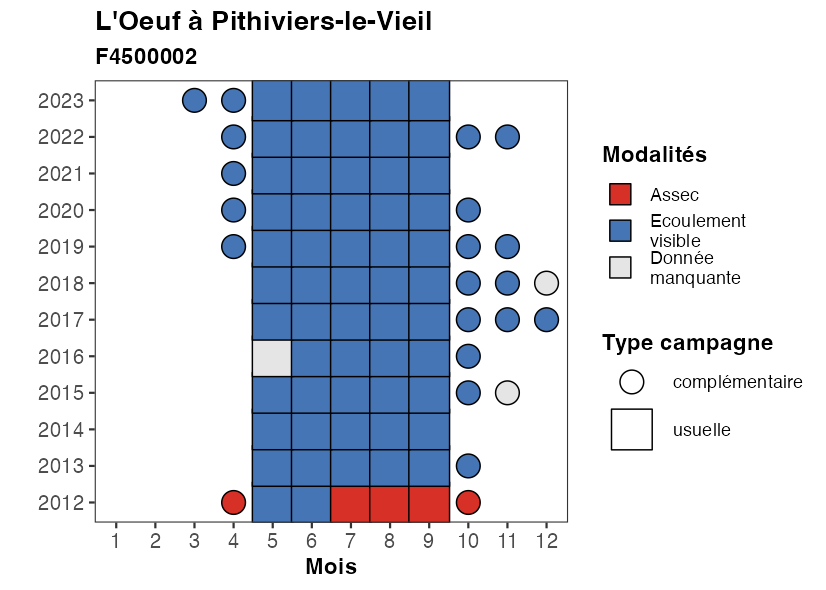 L'Oeuf à Pithiviers-le-Vieil
F4500002
2023
2022
2021
2020
2019
2018
2017
2016
2015
2014
2013
2012
1 2 3 4 5 6 7 8 9 10 11 12
Mois
Modalités
Assec
Ecoulement
visible
Donnée
manquante
Type campagne
complémentaire
usuelle